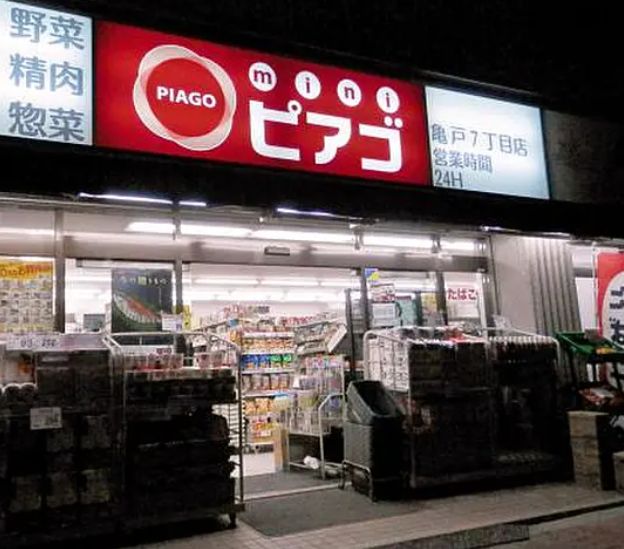 野菜
精肉
惣菜
PIAGO
mini
ピアゴ
亀戸7丁目店
営業時間
24H
たばこ